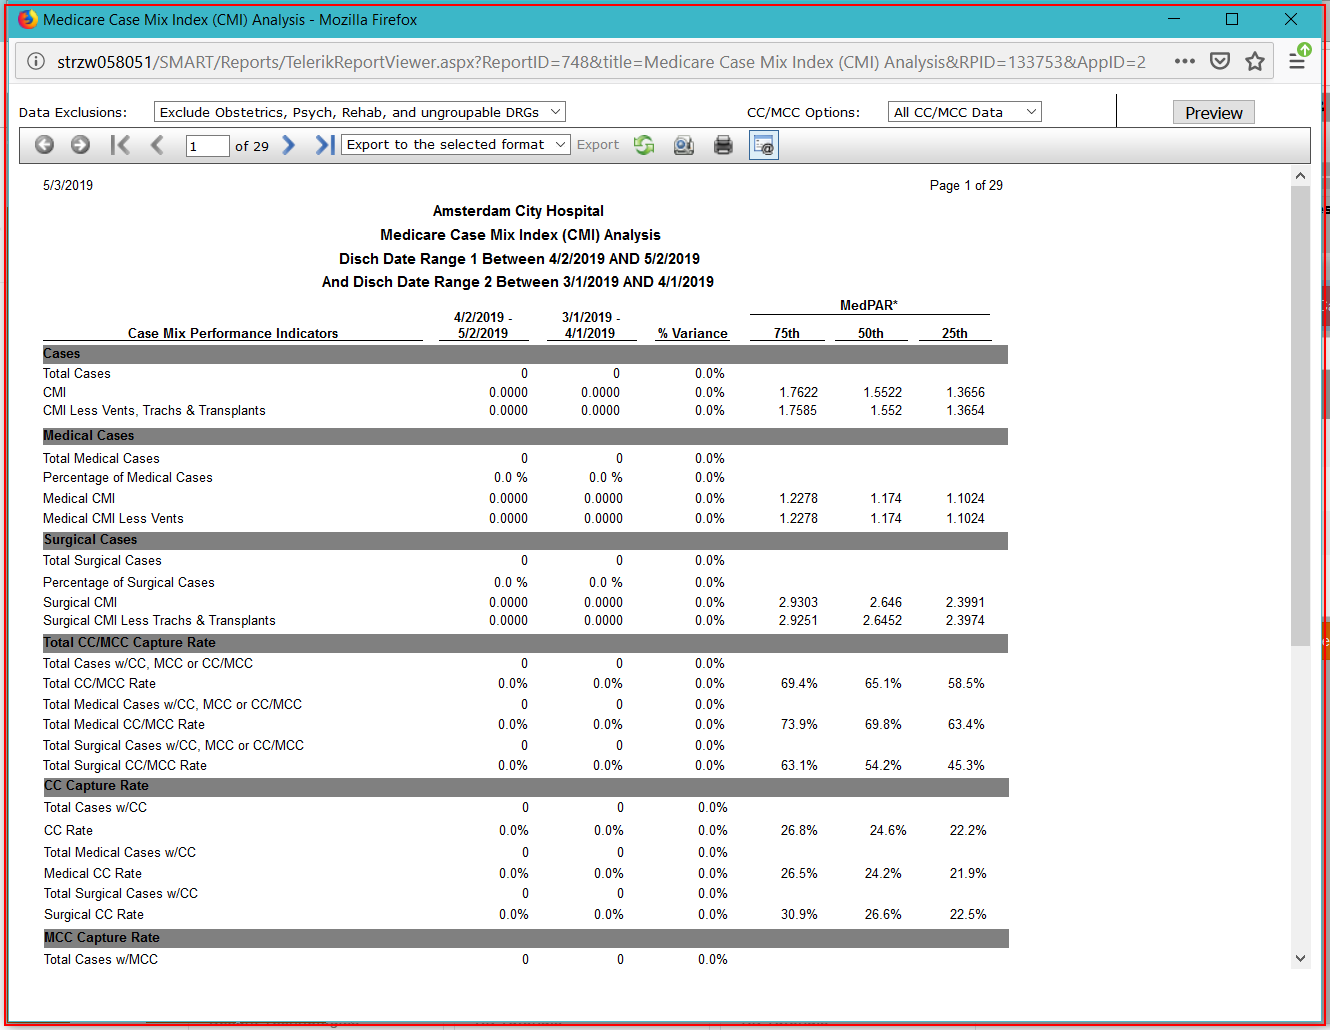 Medicare Case Mix Index (CMI) Analysis - Mozilla Firefox
strzw058051/SMART/Reports/TelerikReportViewer.aspx?ReportID=748&title=Medicare Case Mix Index (CMI) Analysis&RPID=133753&AppID=2
Data Exclusions: Exclude Obstetrics, Psych, Rehab, and ungroupable DRGs CC/MCC Options: All CC/MCC Data Preview
1 of 29 Export to the selected format Export
5/3/2019 Page 1 of 29
Amsterdam City Hospital
Medicare Case Mix Index (CMI) Analysis
Disch Date Range 1 Between 4/2/2019 AND 5/2/2019
And Disch Date Range 2 Between 3/1/2019 AND 4/1/2019
MedPAR*
4/2/2019 - 3/1/2019 -
Case Mix Performance Indicators 5/2/2019 4/1/2019 % Variance 75th 50th 25th
Cases
Total Cases 0 0 0.0%
CMI 0.0000 0.0000 0.0% 1.7622 1.5522 1.3656
CMI Less Vents, Trachs & Transplants 0.0000 0.0000 0.0% 1.7585 1.552 1.3654
Medical Cases
Total Medical Cases 0 0 0.0%
Percentage of Medical Cases 0.0 % 0.0 % 0.0%
Medical CMI 0.0000 0.0000 0.0% 1.2278 1.174 1.1024
Medical CMI Less Vents 0.0000 0.0000 0.0% 1.2278 1.174 1.1024
Surgical Cases
Total Surgical Cases 0 0 0.0%
Percentage of Surgical Cases 0.0 % 0.0 % 0.0%
Surgical CMI 0.0000 0.0000 0.0% 2.9303 2.646 2.3991
Surgical CMI Less Trachs & Transplants 0.0000 0.0000 0.0% 2.9251 2.6452 2.3974
Total CC/MCC Capture Rate
Total Cases w/CC, MCC or CC/MCC 0 0 0.0%
Total CC/MCC Rate 0.0% 0.0% 0.0% 69.4% 65.1% 58.5%
Total Medical Cases w/CC, MCC or CC/MCC 0 0 0.0%
Total Medical CC/MCC Rate 0.0% 0.0% 0.0% 73.9% 69.8% 63.4%
Total Surgical Cases w/CC, MCC or CC/MCC 0 0 0.0%
Total Surgical CC/MCC Rate 0.0% 0.0% 0.0% 63.1% 54.2% 45.3%
CC Capture Rate
Total Cases w/CC 0 0 0.0%
CC Rate 0.0% 0.0% 0.0% 26.8% 24.6% 22.2%
Total Medical Cases w/CC 0 0 0.0%
Medical CC Rate 0.0% 0.0% 0.0% 26.5% 24.2% 21.9%
Total Surgical Cases w/CC 0 0 0.0%
Surgical CC Rate 0.0% 0.0% 0.0% 30.9% 26.6% 22.5%
MCC Capture Rate
Total Cases w/MCC 0 0 0.0%